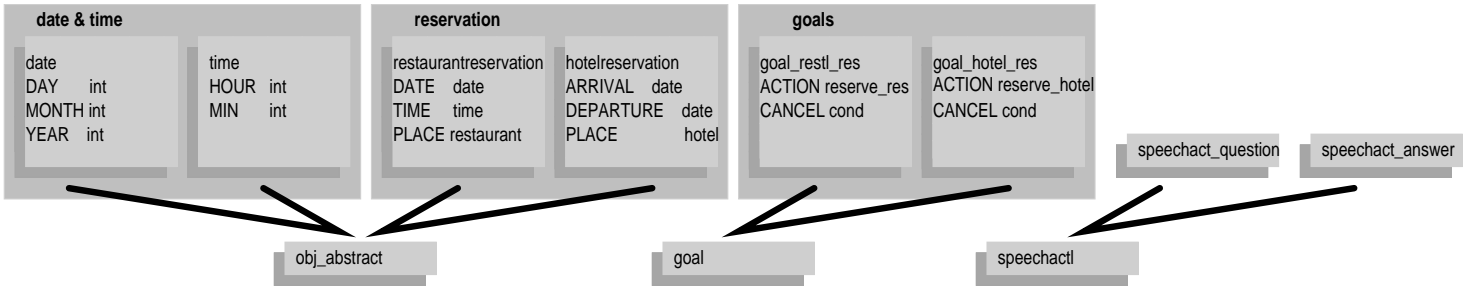 date & time
date
DAY int
MONTH int
YEAR int
time
HOUR int
MIN int
reservation
restaurantreservation
DATE date
TIME time
PLACE restaurant
hotelreservation
ARRIVAL date
DEPARTURE date
PLACE hotel
goals
goal_restl_res
ACTION reserve_res
CANCEL cond
goal_hotel_res
ACTION reserve_hotel
CANCEL cond
speechact_question
speechact_answer
obj_abstract
goal
speechactl